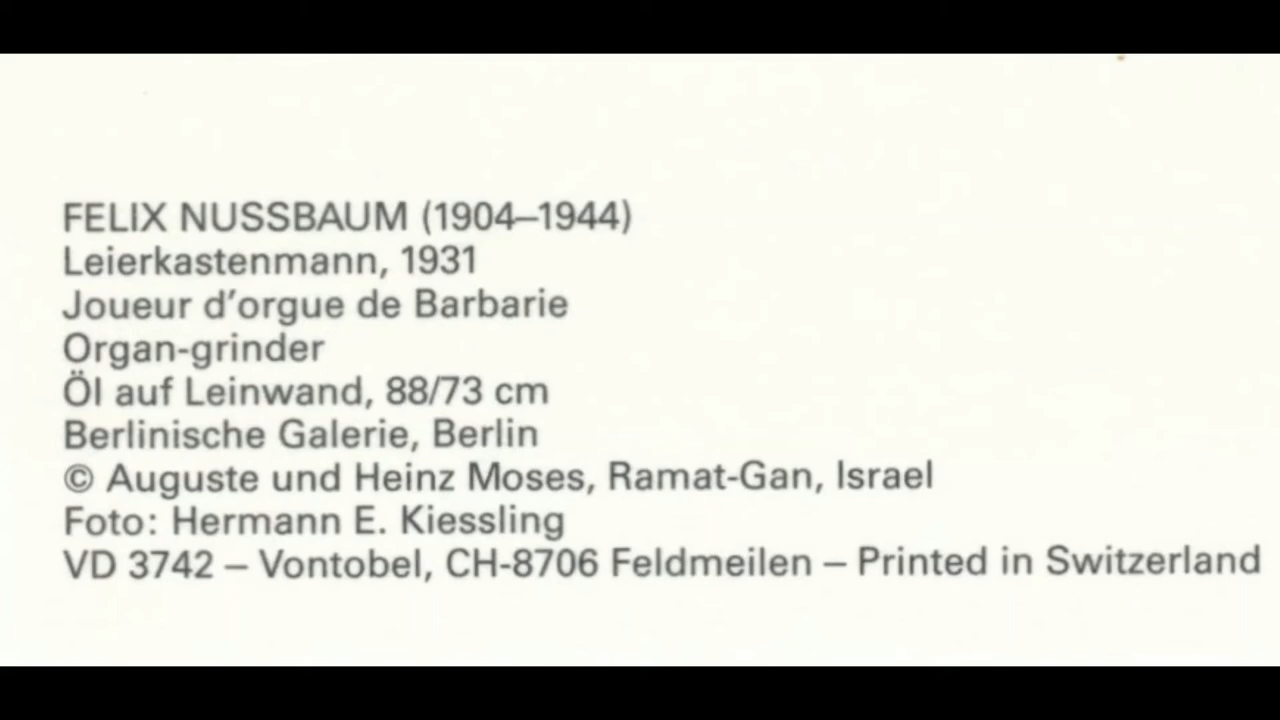 FELIX NUSSBAUM (1904–1944)
Leierkastenmann, 1931
Joueur d’orgue de Barbarie
Organ-grinder
Öl auf Leinwand, 88/73 cm
Berlinische Galerie, Berlin
© Auguste und Heinz Moses, Ramat-Gan, Israel
Foto: Hermann E. Kiessling
VD 3742 – Vontobel, CH-8706 Feldmeilen – Printed in Switzerland